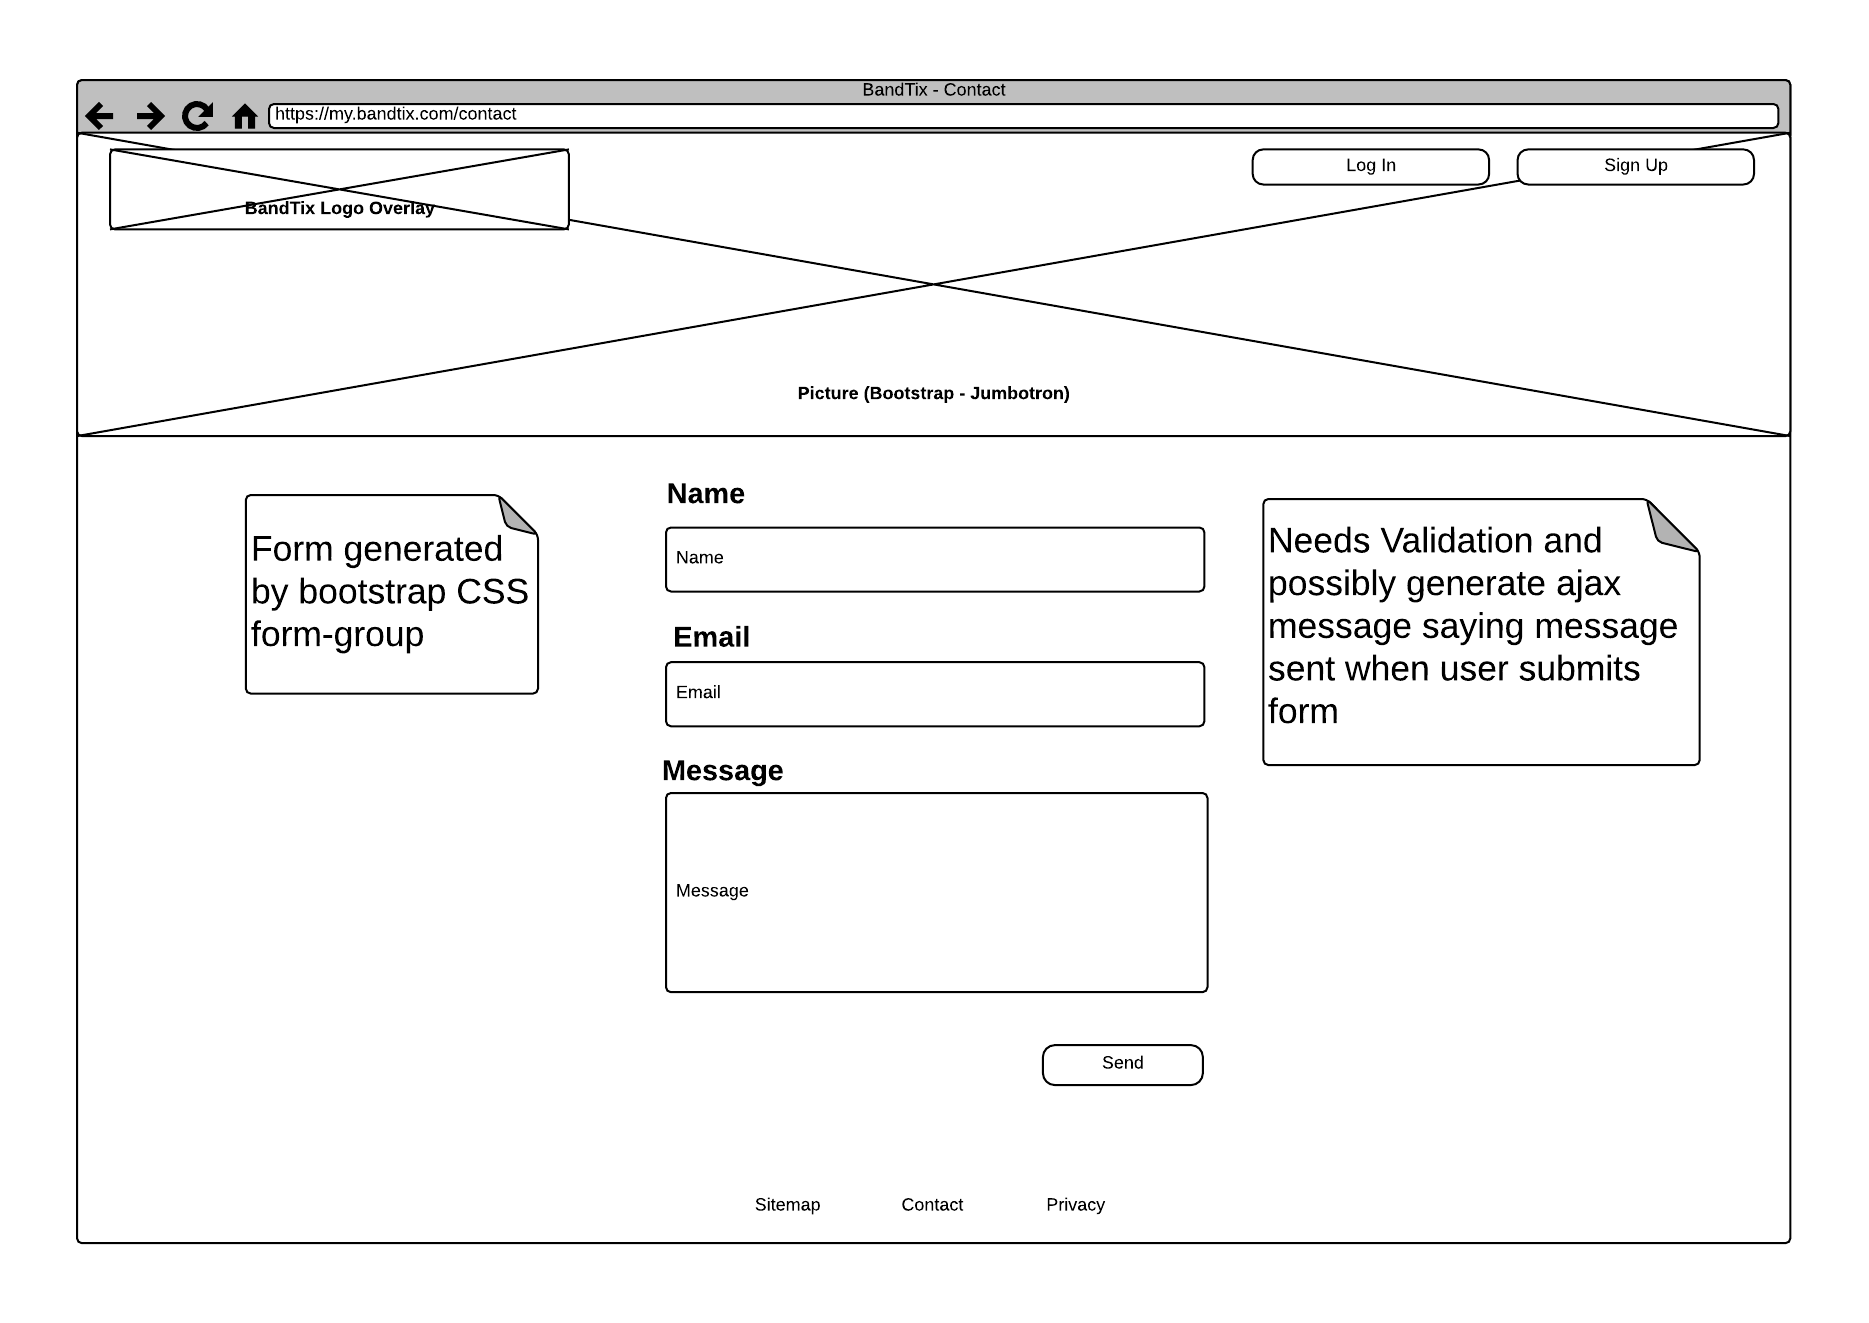 BandTix - Contact
https://my.bandtix.com/contact
Log In
Sign Up
BandTix Logo Overlay
Picture (Bootstrap - Jumbotron)
Form generated
by bootstrap CSS
form-group
Name
Name
Email
Email
Message
Message
Send
Needs Validation and
possibly generate ajax
message saying message
sent when user submits
form
Sitemap
Contact
Privacy